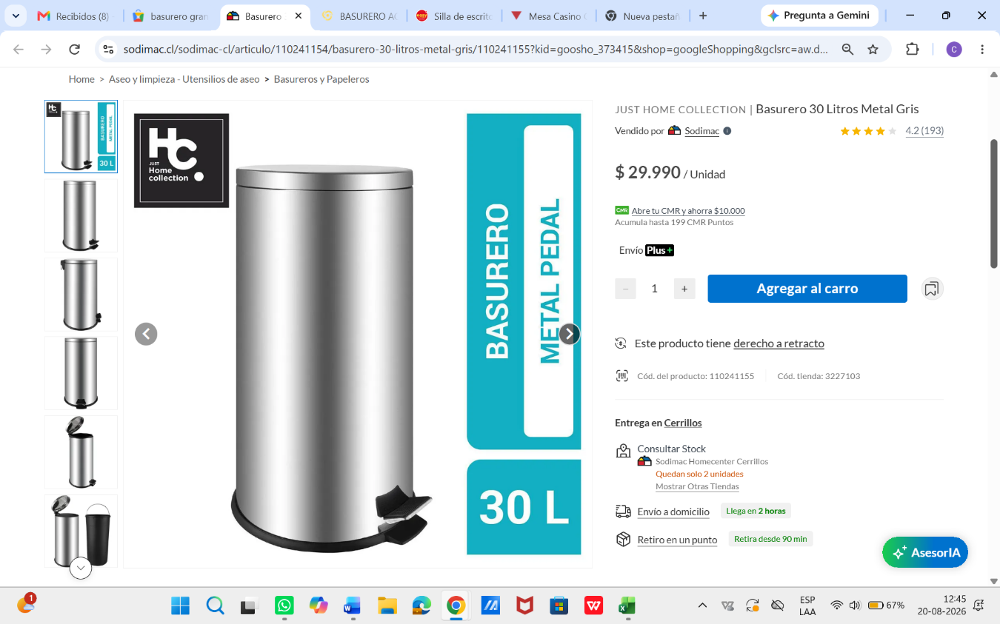 Recibidos (8)
basurero gran
Basurero
BASURERO AC
Silla de escrito
Mesa Casino
Nueva pestañ
Pregunta a Gemini
sodimac.cl/sodimac-cl/articulo/110241154/basurero-30-litros-metal-gris/110241155?kid=goosho_373415&shop=googleShopping&gclsrc=aw.d...
C
Home > Aseo y limpieza - Utensilios de aseo > Basureros y Papeleros
HC
JUST
Home
collection
BASURERO
METAL PEDAL
30 L
HC
BASURERO
METAL PEDAL
30 L
JUST HOME COLLECTION | Basurero 30 Litros Metal Gris
Vendido por Sodimac
4.2 (193)
$ 29.990 / Unidad
CMR Abre tu CMR y ahorra $10.000
Acumula hasta 199 CMR Puntos
Envío Plus+
− 1 +
Agregar al carro
Este producto tiene derecho a retracto
Cód. del producto: 110241155
Cód. tienda: 3227103
Entrega en Cerrillos
Consultar Stock
Sodimac Homecenter Cerrillos
Quedan solo 2 unidades
Mostrar Otras Tiendas
Envío a domicilio
Llega en 2 horas
Retiro en un punto
Retira desde 90 min
AsesorIA
1
ESP
LAA
67%
12:45
20-08-2026